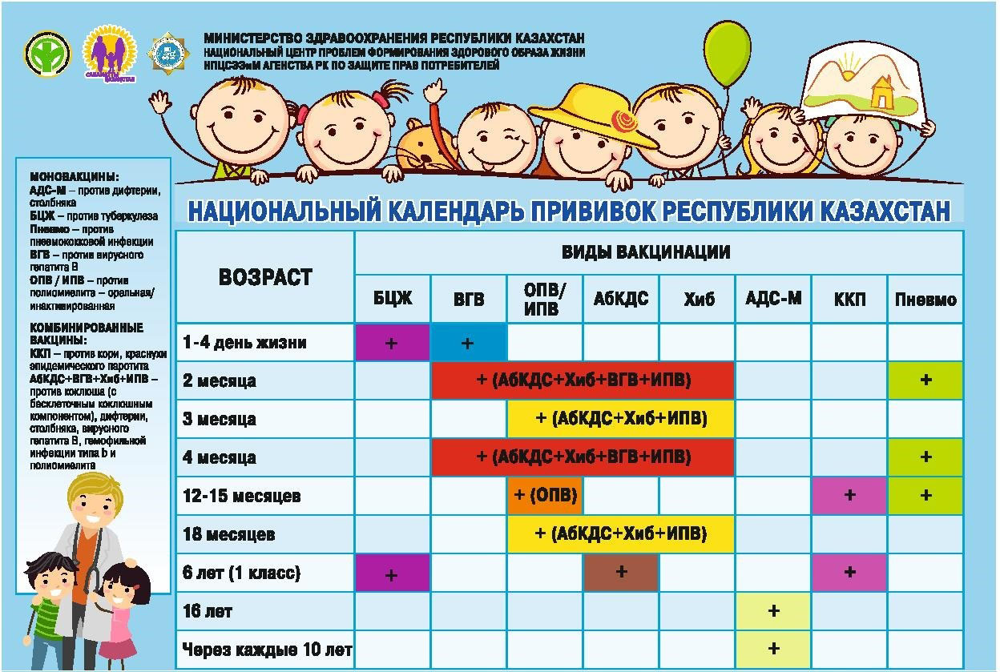 МИНИСТЕРСТВО ЗДРАВООХРАНЕНИЯ РЕСПУБЛИКИ КАЗАХСТАН
НАЦИОНАЛЬНЫЙ ЦЕНТР ПРОБЛЕМ ФОРМИРОВАНИЯ ЗДОРОВОГО ОБРАЗА ЖИЗНИ
НПЦСЭЭиМ АГЕНСТВА РК ПО ЗАЩИТЕ ПРАВ ПОТРЕБИТЕЛЕЙ
МОНОВАКЦИНЫ:
АДС-М – против дифтерии,
столбняка
БЦЖ – против туберкулеза
Пневмо – против
пневмококковой инфекции
ВГВ – против вирусного
гепатита В
ОПВ / ИПВ – против
полиомиелита – оральная/
инактивированная
КОМБИНИРОВАННЫЕ
ВАКЦИНЫ:
ККП – против кори, краснухи
эпидемического паротита
АбКДС+ВГВ+Хиб+ИПВ –
против коклюша (с
бесклеточным коклюшным
компонентом), дифтерии,
столбняка, вирусного
гепатита В, гемофильной
инфекции типа b и
полиомиелита
НАЦИОНАЛЬНЫЙ КАЛЕНДАРЬ ПРИВИВОК РЕСПУБЛИКИ КАЗАХСТАН
ВОЗРАСТ
ВИДЫ ВАКЦИНАЦИИ
БЦЖ ВГВ ОПВ/ИПВ АбКДС Хиб АДС-М ККП Пневмо
1-4 день жизни + +
2 месяца + (АбКДС+Хиб+ВГВ+ИПВ) +
3 месяца + (АбКДС+Хиб+ИПВ)
4 месяца + (АбКДС+Хиб+ВГВ+ИПВ) +
12-15 месяцев + (ОПВ) + +
18 месяцев + (АбКДС+Хиб+ИПВ)
6 лет (1 класс) + + +
16 лет +
Через каждые 10 лет +